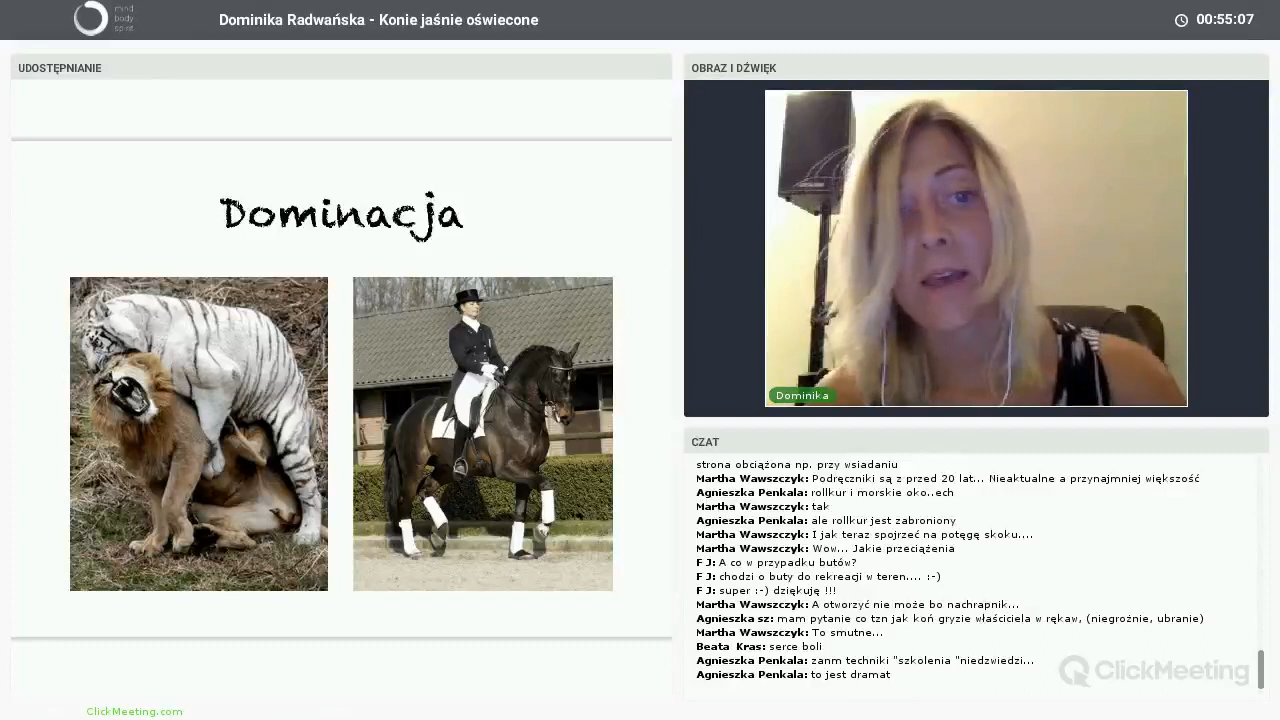 mind
body
spirit
Dominika Radwańska - Konie jaśnie oświecone
00:55:07
UDOSTĘPNIANIE
Dominacja
OBRAZ I DŹWIĘK
Dominika
CZAT
strona obciążona np. przy wsiadaniu
Martha Wawszczyk: Podręczniki są z przed 20 lat... Nieaktualne a przynajmniej większość
Agnieszka Penkala: rollkur i morskie oko..ech
Martha Wawszczyk: tak
Agnieszka Penkala: ale rollkur jest zabroniony
Martha Wawszczyk: I jak teraz spojrzeć na potęgę skoku....
Martha Wawszczyk: Wow... Jakie przeciążenia
F J: A co w przypadku butów?
F J: chodzi o buty do rekreacji w teren.... :-)
F J: super :-) dziękuję !!!
Martha Wawszczyk: A otworzyć nie może bo nachrapnik...
Agnieszka sz: mam pytanie co tzn jak koń gryzie właściciela w rękaw, (niegroźnie, ubranie)
Martha Wawszczyk: To smutne...
Beata Kras: serce boli
Agnieszka Penkala: zanm techniki "szkolenia "niedzwiedzi...
Agnieszka Penkala: to jest dramat
ClickMeeting
ClickMeeting.com